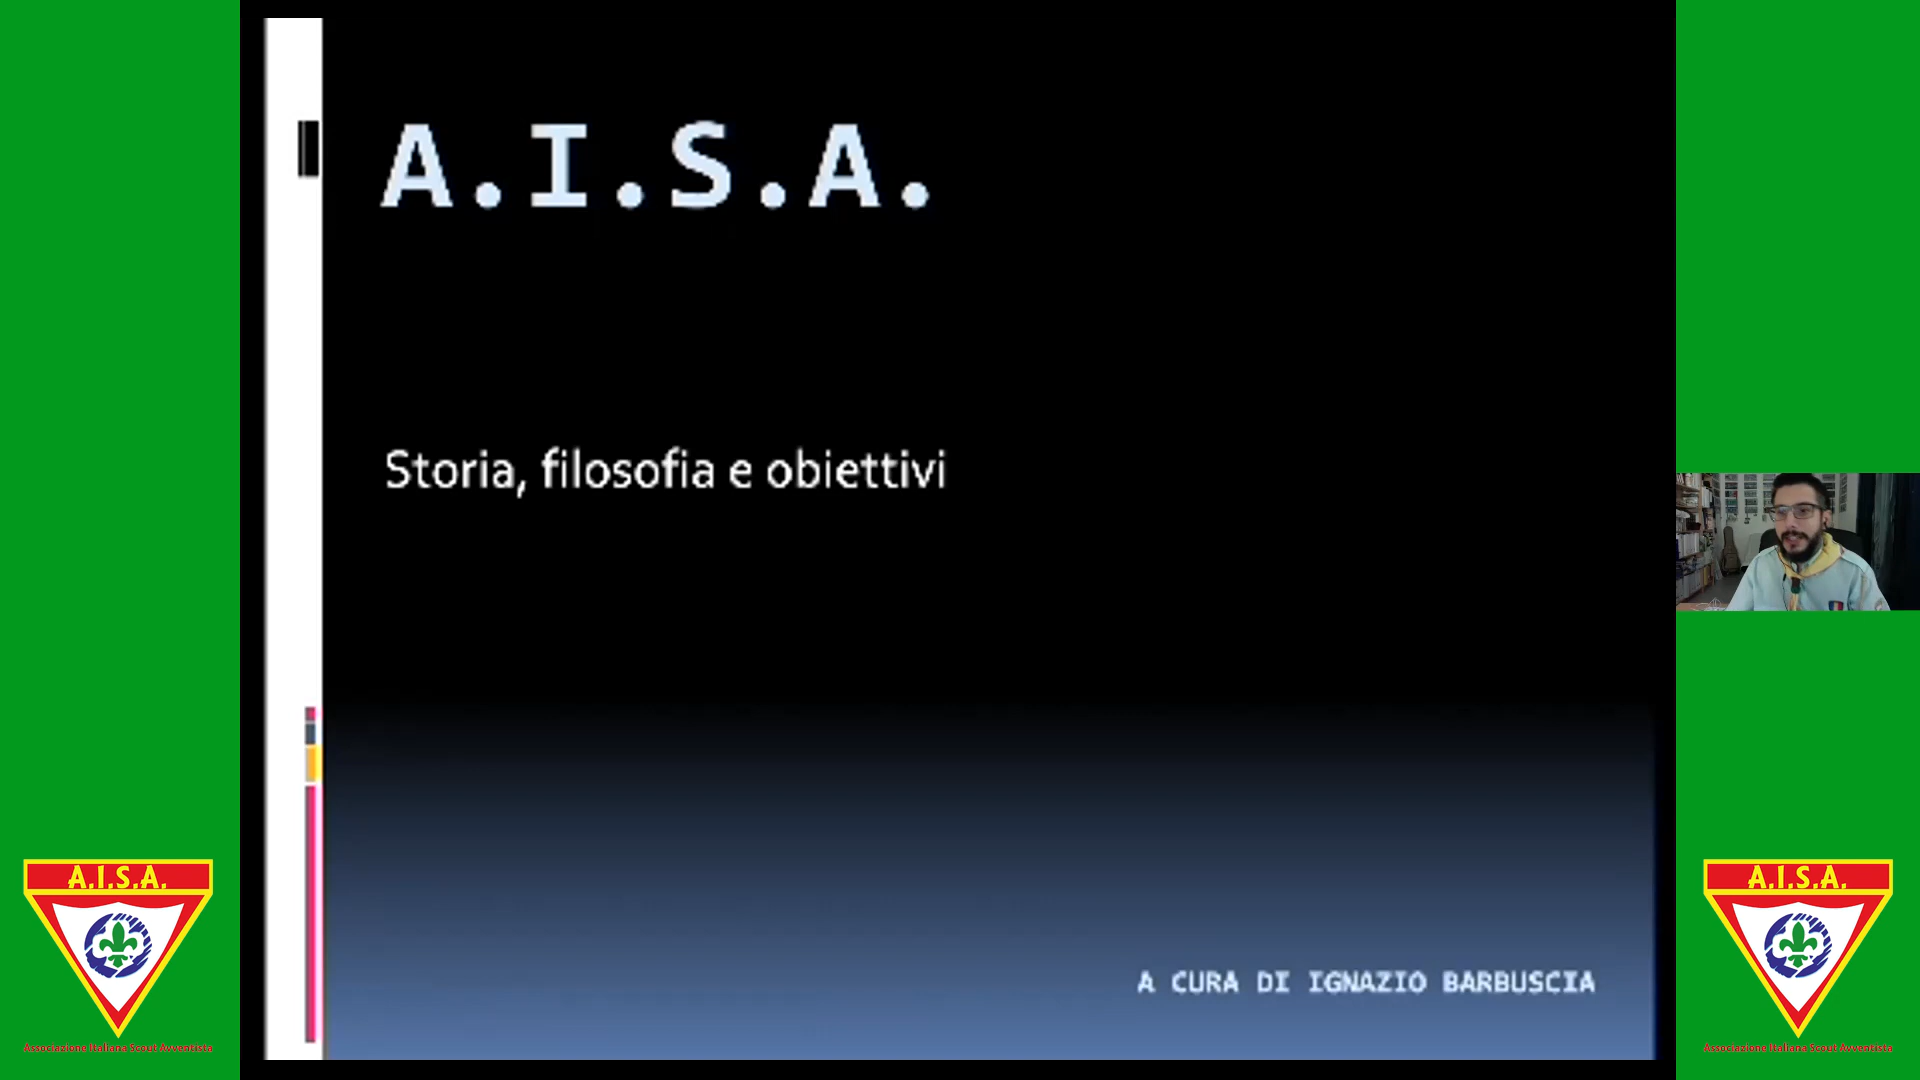 A.I.S.A.
Storia, filosofia e obiettivi
A CURA DI IGNAZIO BARBUSCIA
A.I.S.A.
Associazione Italiana Scout Avventista
A.I.S.A.
Associazione Italiana Scout Avventista